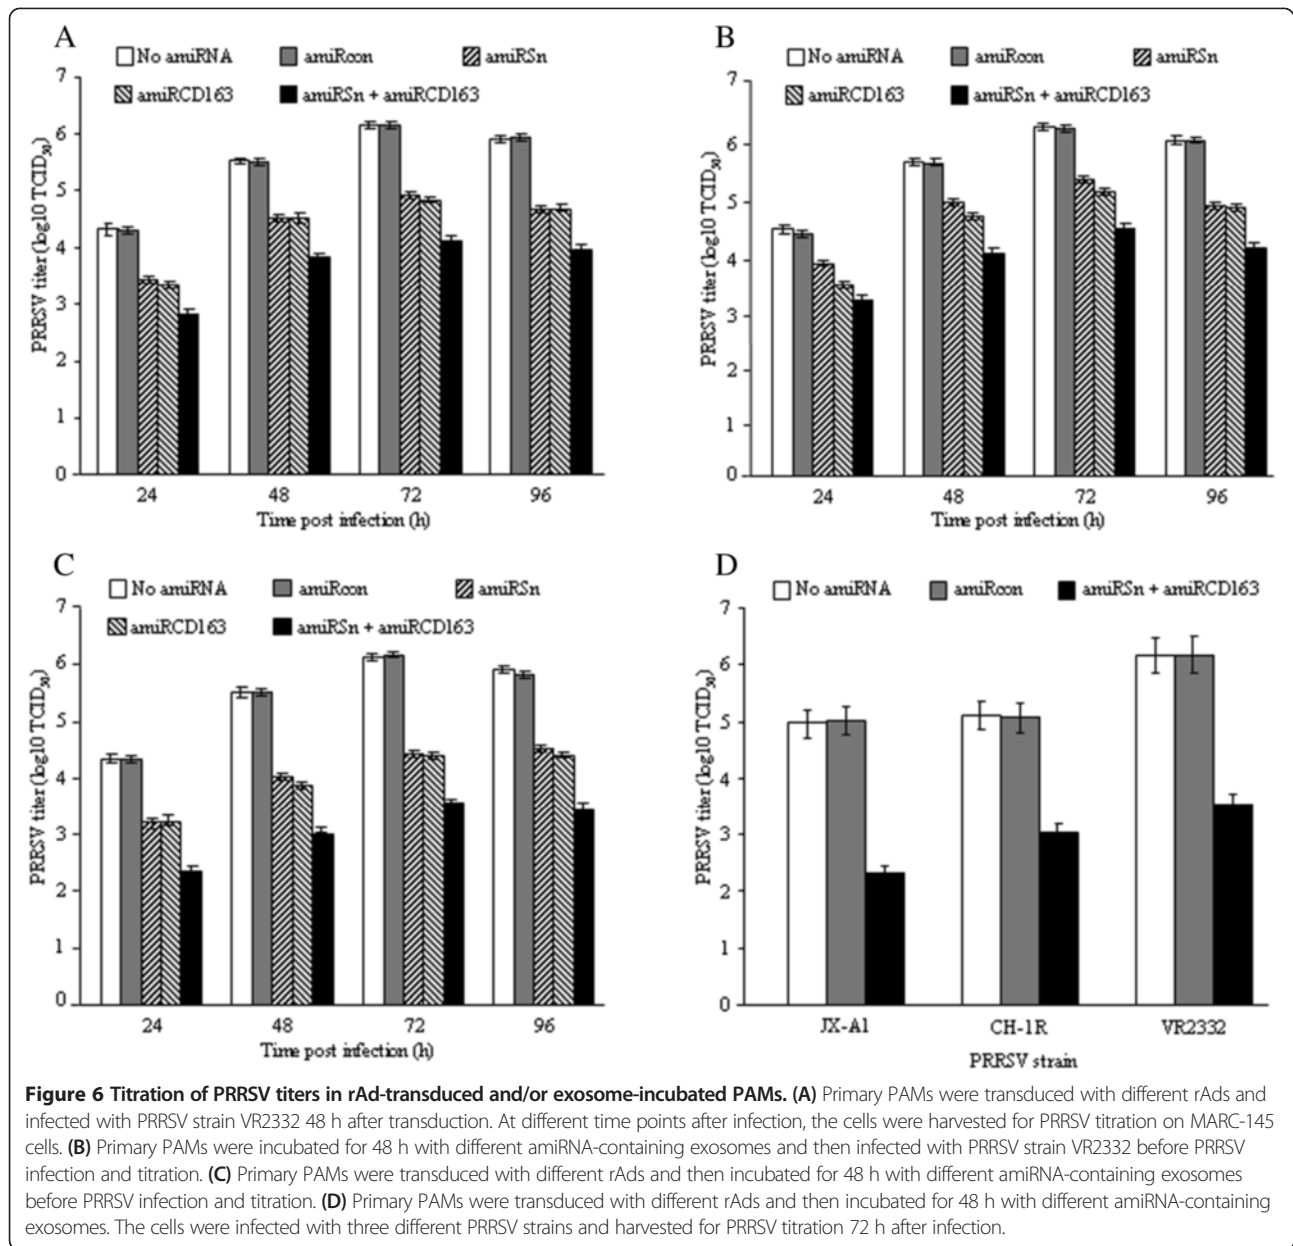 A
No amiRNA amiRcon amiRSn
amiRCD163 amiRSn + amiRCD163
PRRSV titer (log10 TCID50)
7
6
5
4
3
2
1
0
24 48 72 96
Time post infection (h)
B
No amiRNA amiRcon amiRSn
amiRCD163 amiRSn + amiRCD163
PRRSV titer (log10 TCID50)
7
6
5
4
3
2
1
0
24 48 72 96
Time post infection (h)
C
No amiRNA amiRcon amiRSn
amiRCD163 amiRSn + amiRCD163
PRRSV titer (log10 TCID50)
7
6
5
4
3
2
1
0
24 48 72 96
Time post infection (h)
D
No amiRNA amiRcon amiRSn + amiRCD163
PRRSV titer (log10 TCID50)
7
6
5
4
3
2
1
0
JX-A1 CH-1R VR2332
PRRSV strain
Figure 6 Titration of PRRSV titers in rAd-transduced and/or exosome-incubated PAMs. (A) Primary PAMs were transduced with different rAds and
infected with PRRSV strain VR2332 48 h after transduction. At different time points after infection, the cells were harvested for PRRSV titration on MARC-145
cells. (B) Primary PAMs were incubated for 48 h with different amiRNA-containing exosomes and then infected with PRRSV strain VR2332 before PRRSV
infection and titration. (C) Primary PAMs were transduced with different rAds and then incubated for 48 h with different amiRNA-containing exosomes
before PRRSV infection and titration. (D) Primary PAMs were transduced with different rAds and then incubated for 48 h with different amiRNA-containing
exosomes. The cells were infected with three different PRRSV strains and harvested for PRRSV titration 72 h after infection.